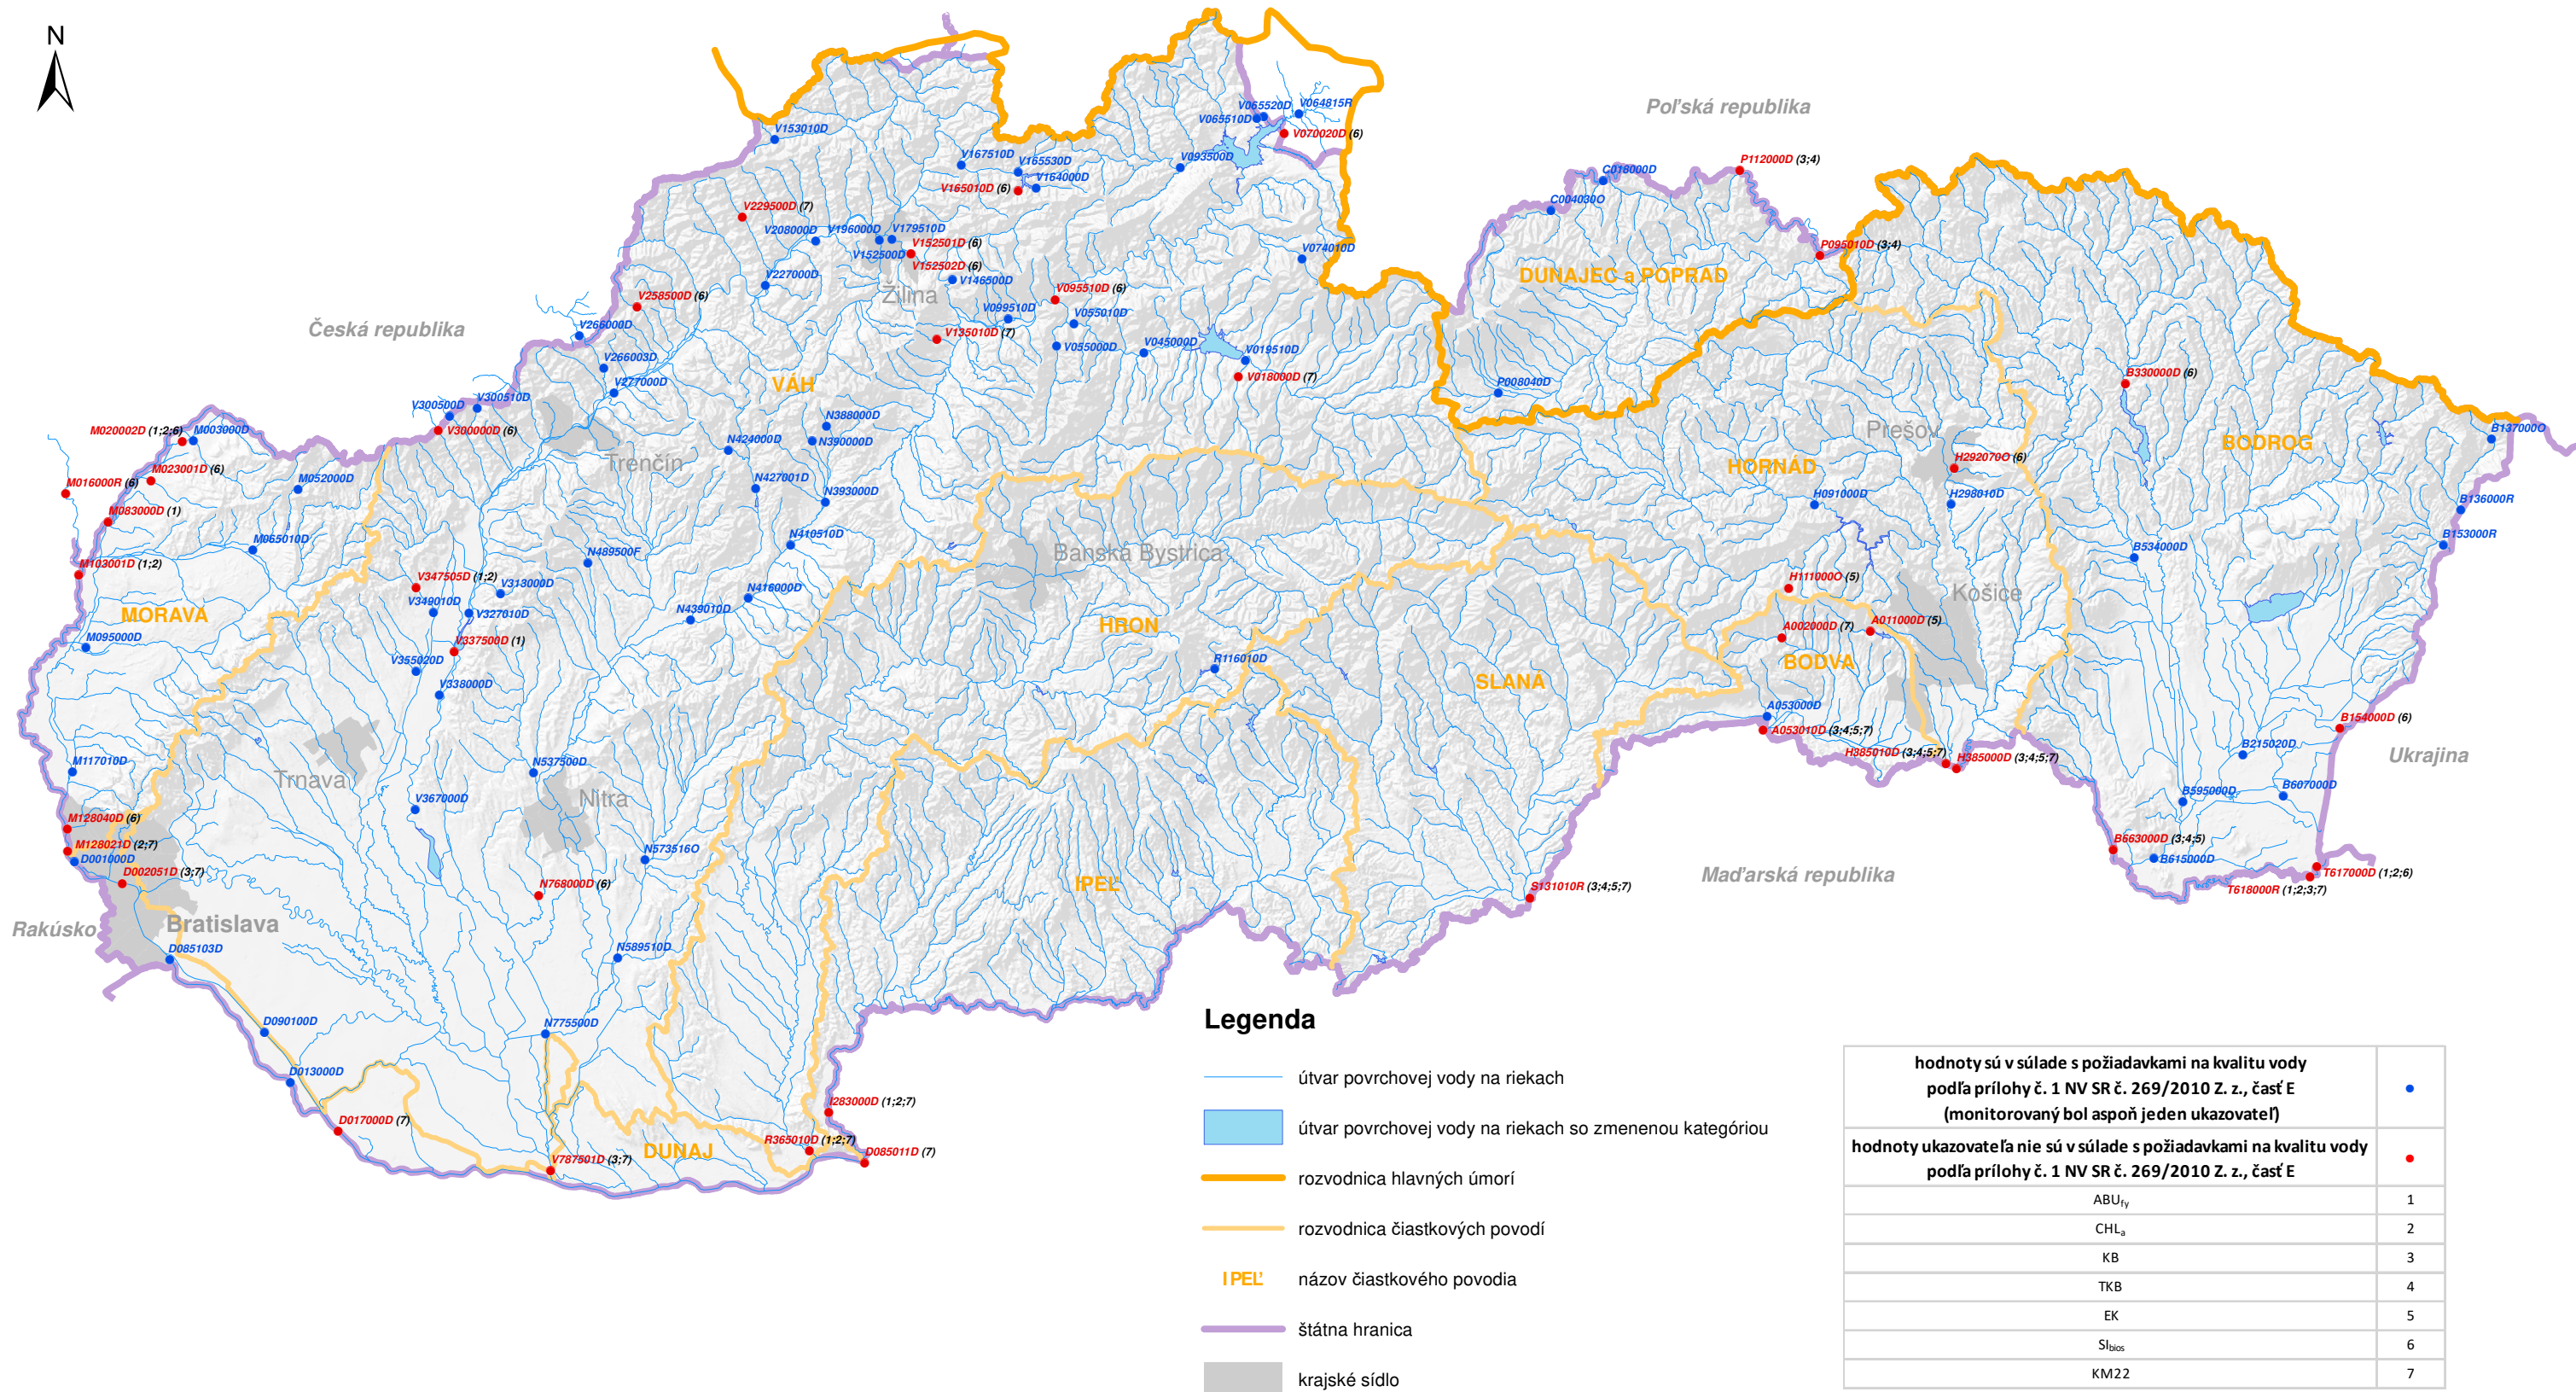 N
V153010D
V065520D
V064815R
V065510D
V070020D (6)
Poľská republika
V167510D
V165530D
V164000D
V093500D
V165010D (6)
C018000D
P112000D (3;4)
C004030O
V229500D (7)
V208000D
V196000D
V179510D
V152501D (6)
V152500D
V152502D (6)
V074010D
P095010D (3;4)
DUNAJEC a POPRAD
V227000D
V146500D
Žilina
V258500D (6)
V095510D (6)
V099510D
V055010D
Česká republika
V266000D
V135010D (7)
V055000D
V045000D
V019510D
V266003D
V018000D (7)
V277000D
VÁH
P008040D
B330000D (6)
V300510D
V300500D
V300000D (6)
M020002D (1;2;6)
M003000D
N388000D
N424000D
N390000D
Prešov
BODROG
B137000O
Trenčín
M023001D (6)
M016000R (6)
M052000D
N427001D
N393000D
HORNÁD
H292070O (6)
H091000D
H298010D
B136000R
M083000D (1)
M065010D
N410510D
Banská Bystrica
B153000R
B534000D
M103001D (1;2)
N489500F
V347505D (1;2)
V313000D
N416000D
H111000O (5)
Košice
V349010D
V327010D
N439010D
MORAVA
HRON
A002000D (7)
A011000D (5)
M095000D
V337500D (1)
V355020D
R116010D
BODVA
V338000D
SLANÁ
A053000D
A053010D (3;4;5;7)
B154000D (6)
H385010D (3;4;5;7)
H385000D (3;4;5;7)
B215020D
Ukrajina
M117010D
Trnava
N537500D
Nitra
V367000D
B595000D
B607000D
M128040D (6)
M128021D (2;7)
D001000D
N573516O
B663000D (3;4;5)
B615000D
D002051D (3;7)
N768000D (6)
IPEĽ
S131010R (3;4;5;7)
Maďarská republika
T617000D (1;2;6)
T618000R (1;2;3;7)
Rakúsko
Bratislava
D085103D
N589510D
D090100D
N775500D
D013000D
D017000D (7)
I283000D (1;2;7)
R365010D (1;2;7)
DUNAJ
D085011D (7)
V787501D (3;7)
Legenda
útvar povrchovej vody na riekach
útvar povrchovej vody na riekach so zmenenou kategóriou
rozvodnica hlavných úmorí
rozvodnica čiastkových povodí
IPEĽ názov čiastkového povodia
štátna hranica
krajské sídlo
hodnoty sú v súlade s požiadavkami na kvalitu vody
podľa prílohy č. 1 NV SR č. 269/2010 Z. z., časť E
(monitorovaný bol aspoň jeden ukazovateľ)
hodnoty ukazovateľa nie sú v súlade s požiadavkami na kvalitu vody
podľa prílohy č. 1 NV SR č. 269/2010 Z. z., časť E
ABUfy 1
CHLa 2
KB 3
TKB 4
EK 5
SIbios 6
KM22 7